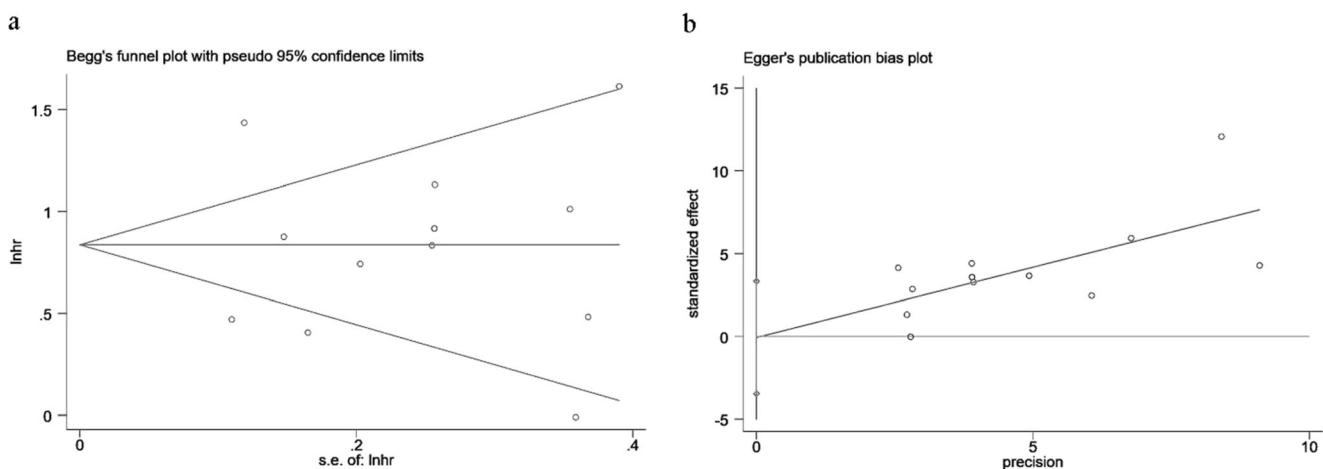 a
Begg's funnel plot with pseudo 95% confidence limits
1.5
1
.5
0
lnhr
0
.2
.4
s.e. of: lnhr
b
Egger's publication bias plot
15
10
5
0
-5
standardized effect
0
5
10
precision